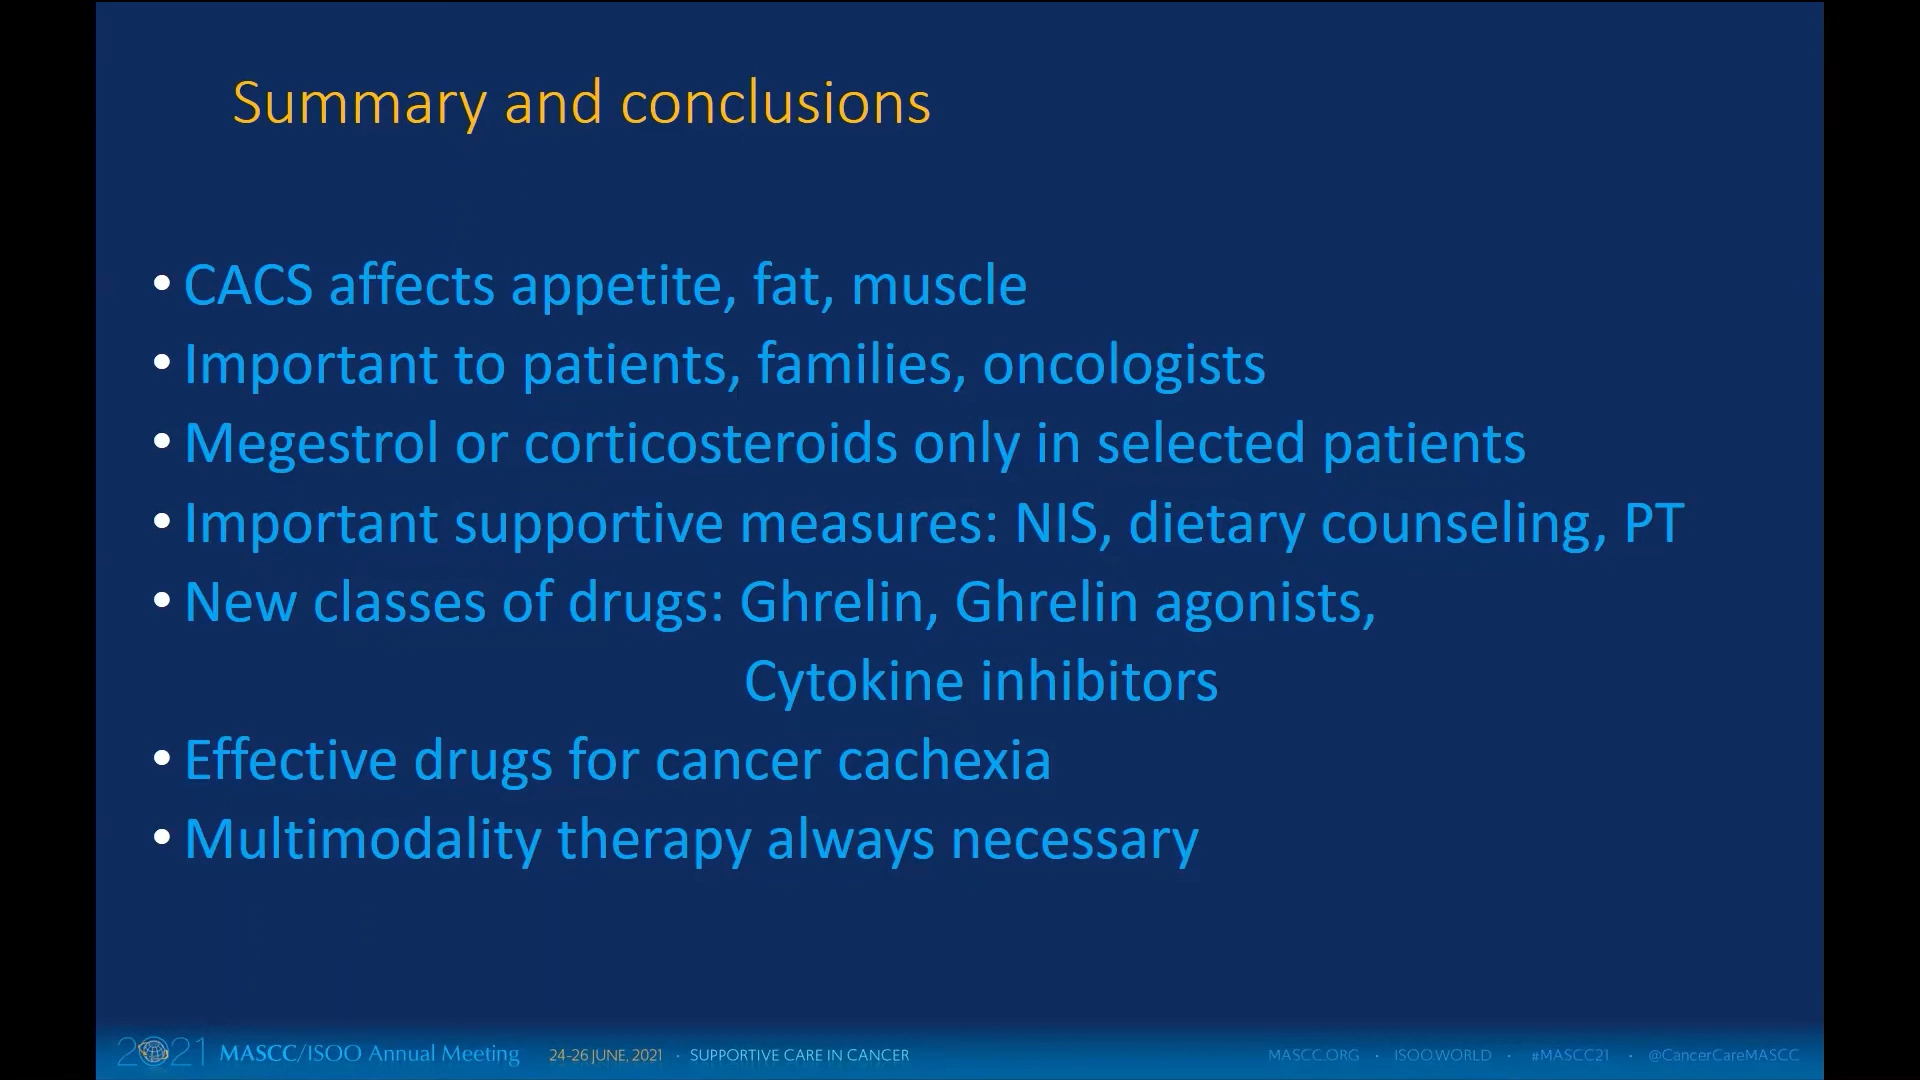 Summary and conclusions
• CACS affects appetite, fat, muscle
• Important to patients, families, oncologists
• Megestrol or corticosteroids only in selected patients
• Important supportive measures: NIS, dietary counseling, PT
• New classes of drugs: Ghrelin, Ghrelin agonists,
Cytokine inhibitors
• Effective drugs for cancer cachexia
• Multimodality therapy always necessary
2021 MASCC/ISOO Annual Meeting 24-26 JUNE, 2021 · SUPPORTIVE CARE IN CANCER MASCC.ORG · ISOO.WORLD · #MASCC21 · @CancerCareMASCC